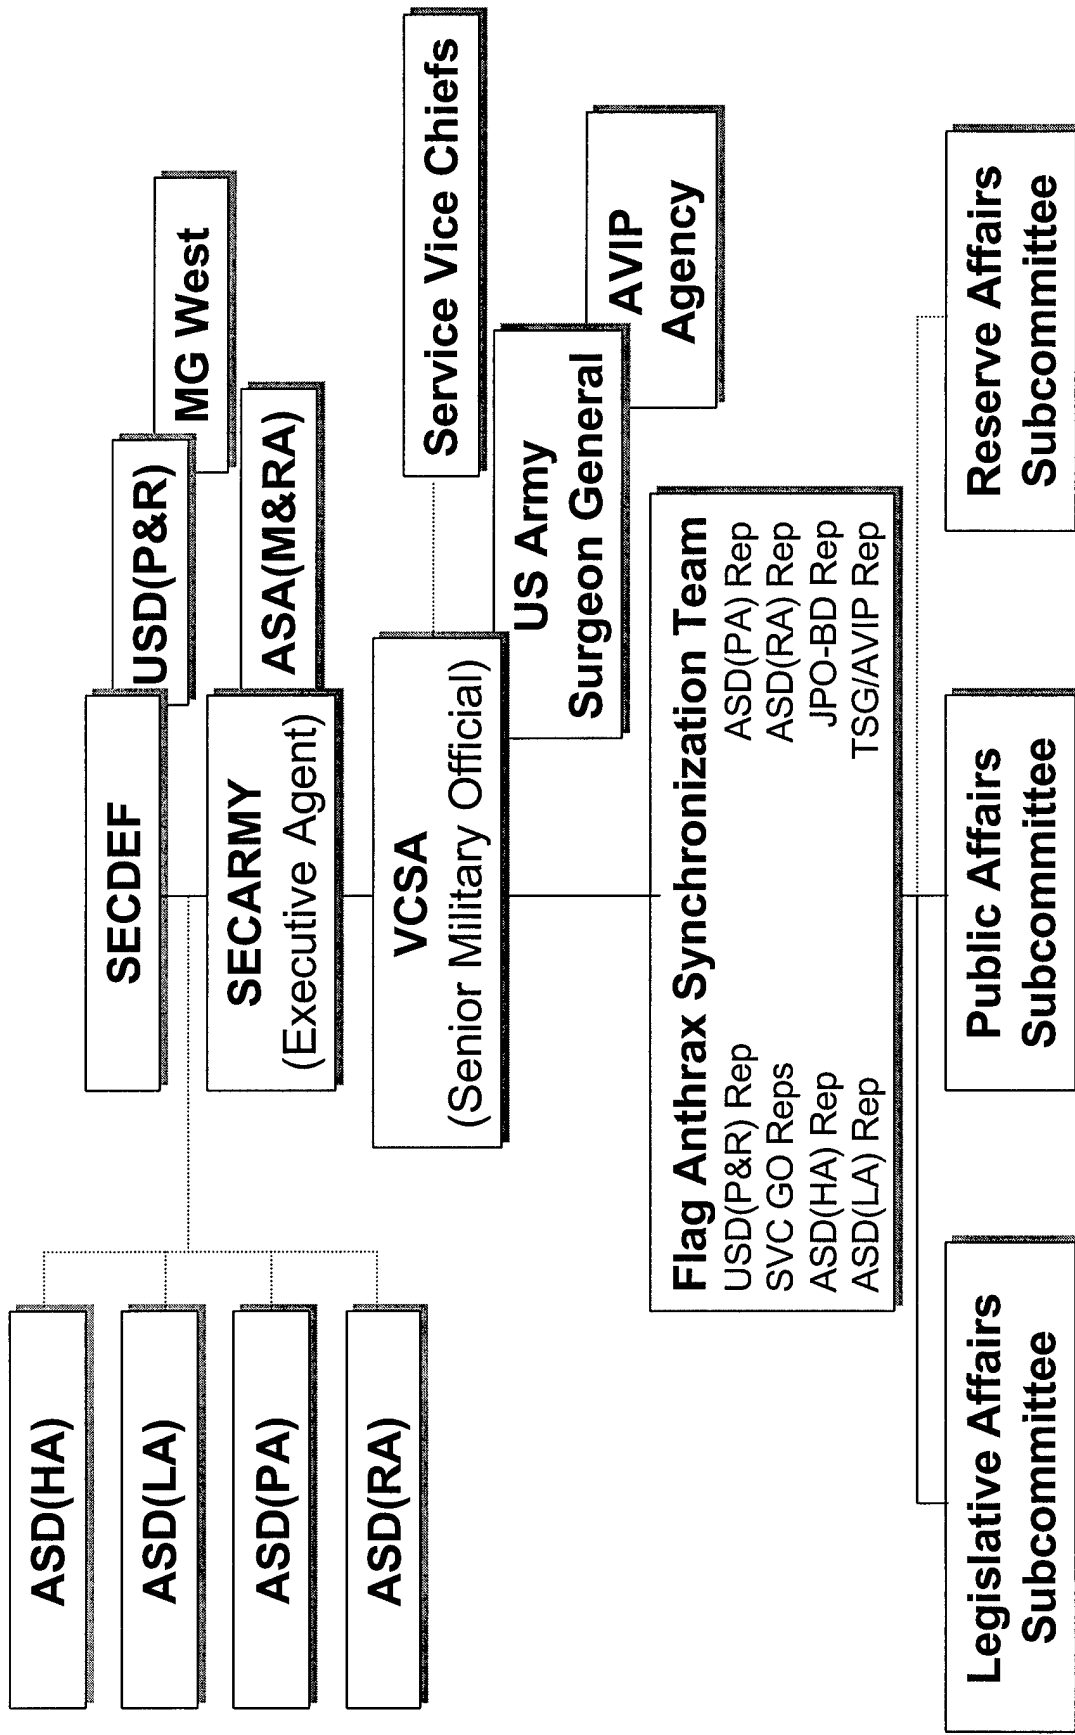 SECDEF
USD(P&R)
MG West
ASD(HA)
ASD(LA)
ASD(PA)
ASD(RA)
SECARMY
(Executive Agent)
ASA(M&RA)
VCSA
(Senior Military Official)
Service Vice Chiefs
US Army
Surgeon General
AVIP
Agency
Flag Anthrax Synchronization Team
USD(P&R) Rep
SVC GO Reps
ASD(HA) Rep
ASD(LA) Rep
ASD(PA) Rep
ASD(RA) Rep
JPO-BD Rep
TSG/AVIP Rep
Legislative Affairs
Subcommittee
Public Affairs
Subcommittee
Reserve Affairs
Subcommittee